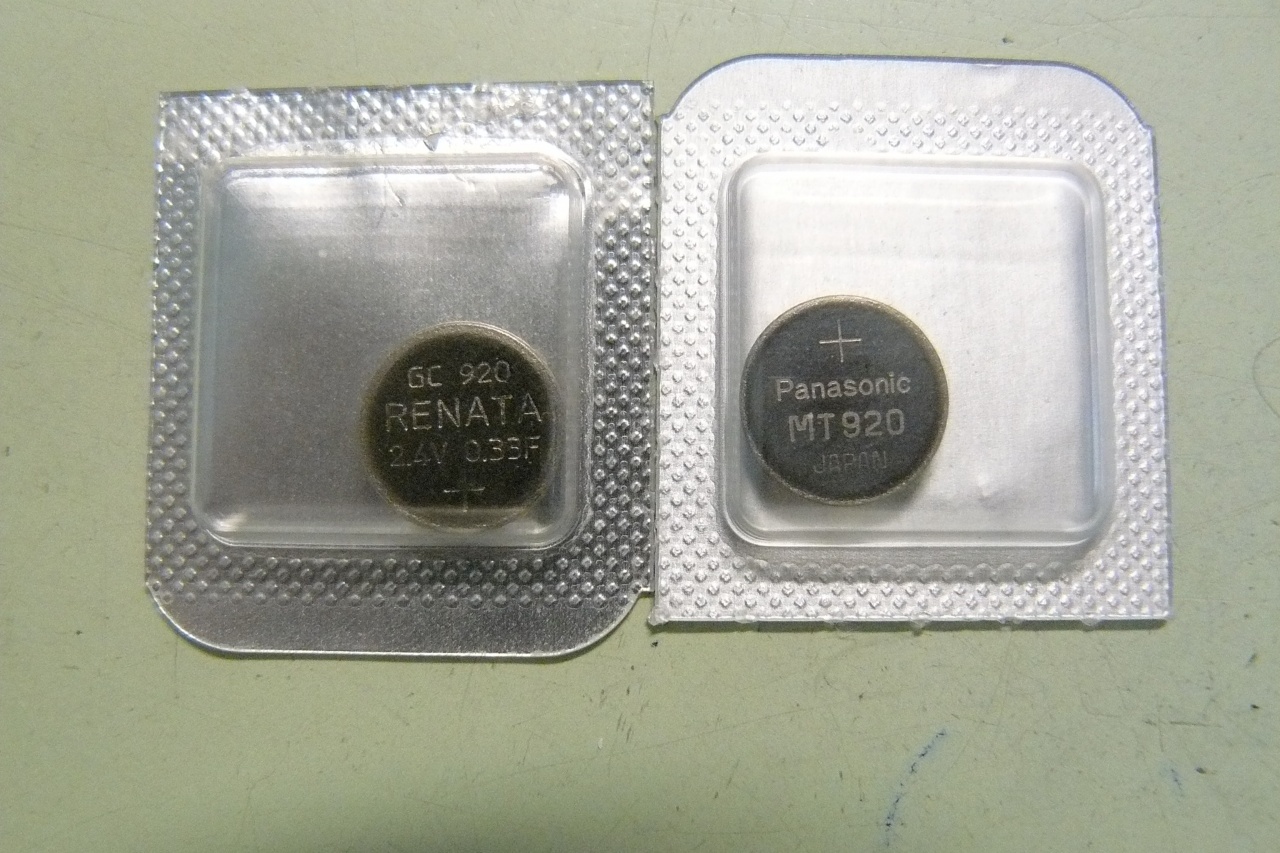 GC 920
RENATA
2.4V 0.33F
+
+
Panasonic
MT920
JAPAN